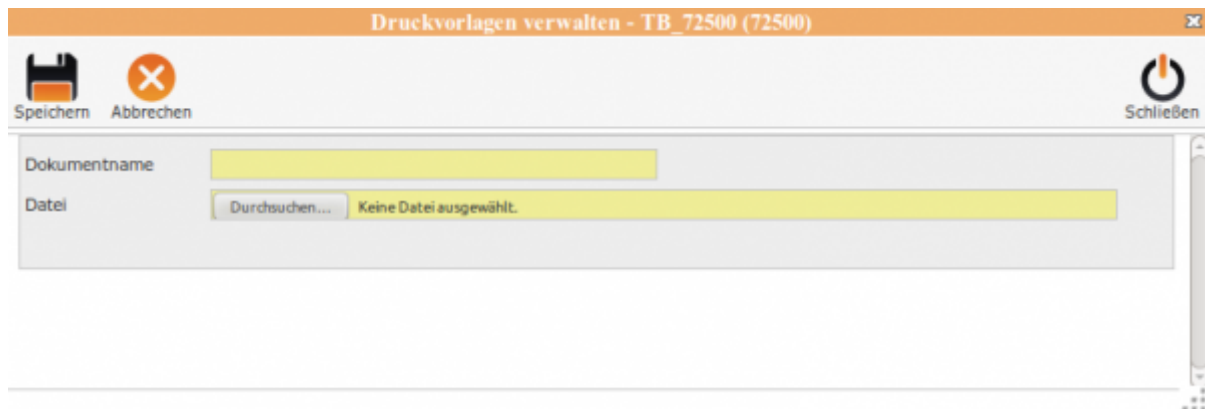 Druckvorlagen verwalten - TB_72500 (72500)
Speichern Abbrechen Schließen
Dokumentname
Datei Durchsuchen... Keine Datei ausgewählt.